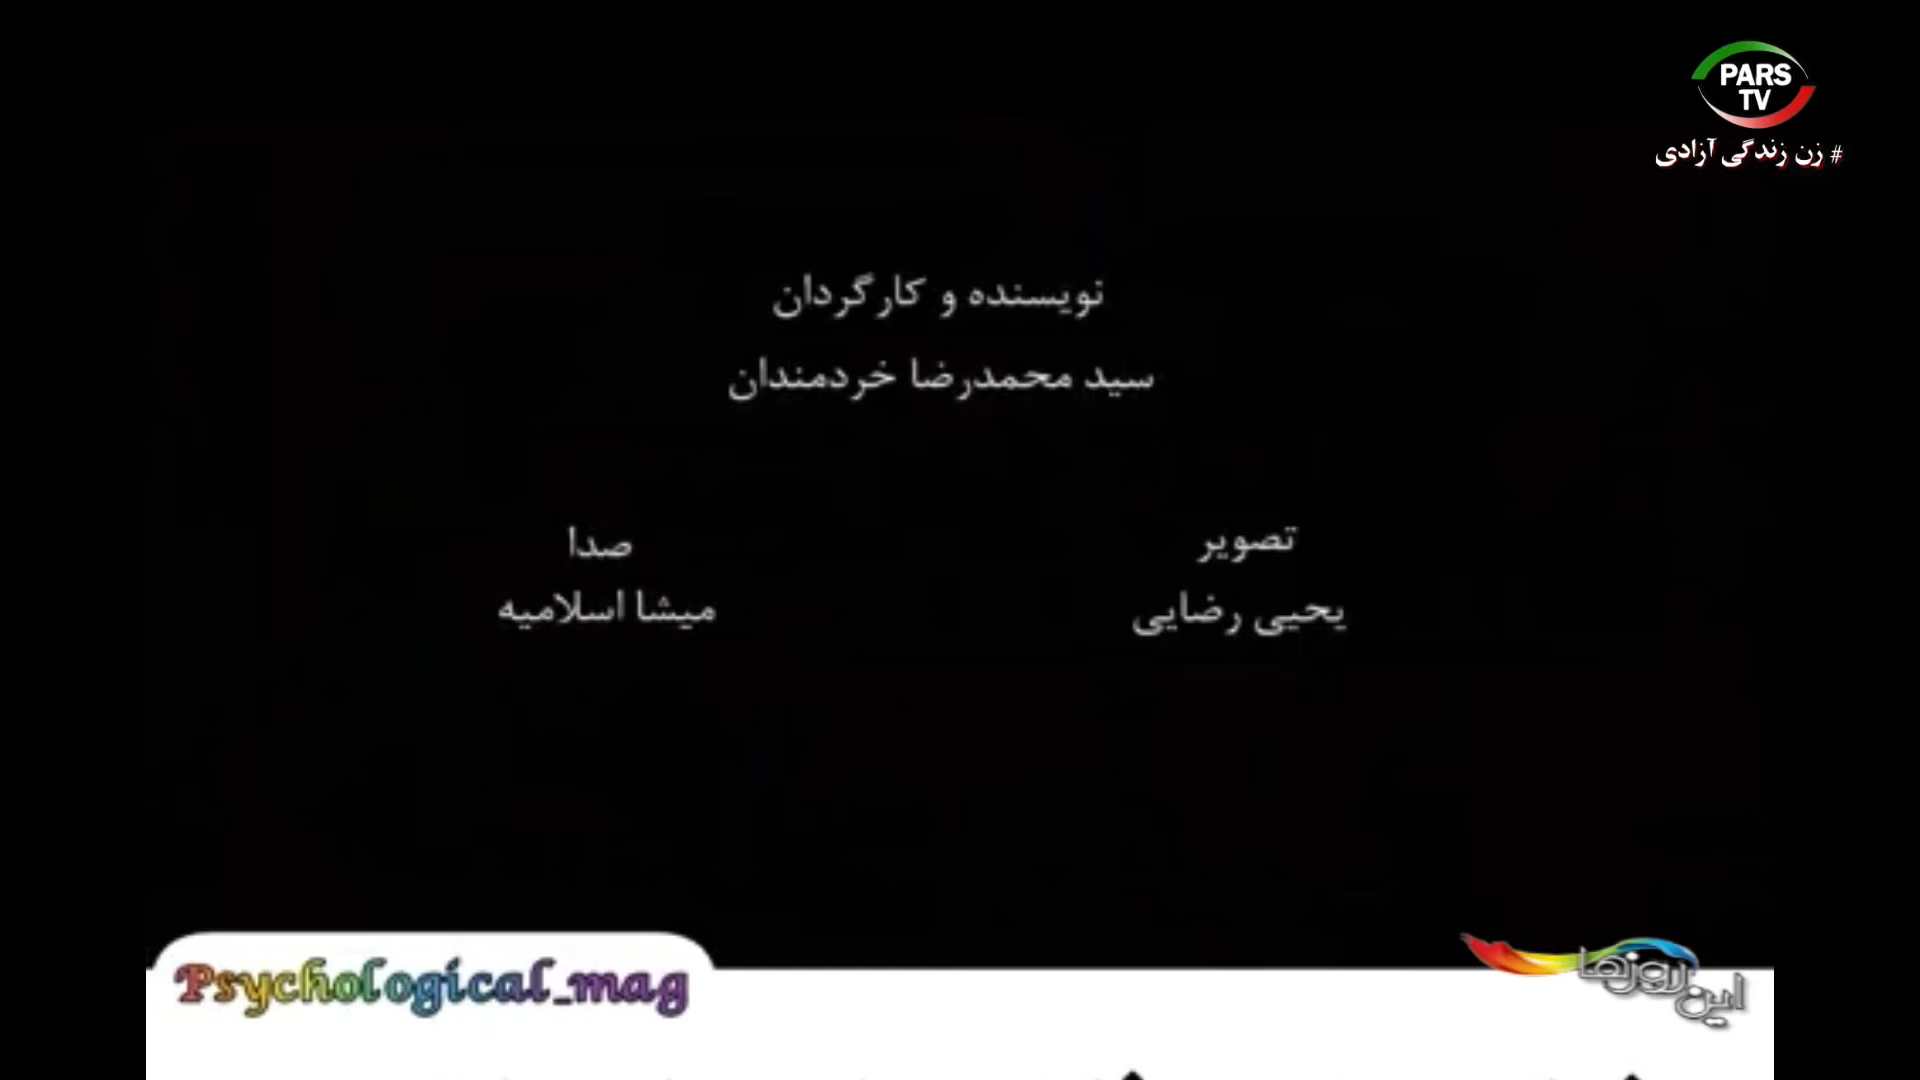 PARS
TV
# زن زندگی آزادی
نویسنده و کارگردان
سید محمدرضا خردمندان
تصویر
یحیی رضایی
صدا
میشا اسلامیه
Psychological_mag
این روزها